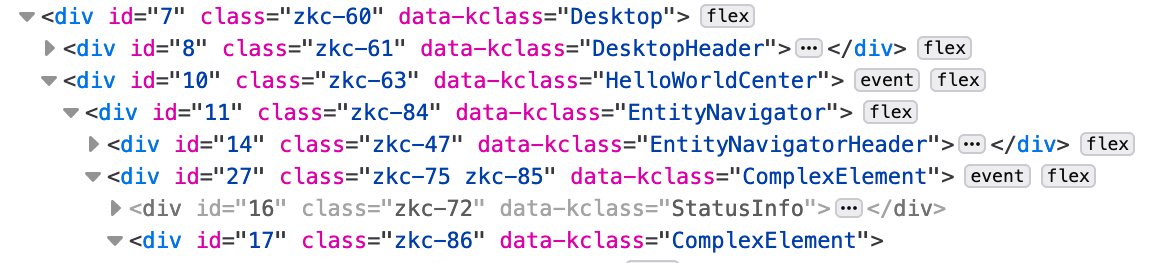 <div id="7" class="zkc-60" data-kclass="Desktop"> flex
<div id="8" class="zkc-61" data-kclass="DesktopHeader"> ••• </div> flex
<div id="10" class="zkc-63" data-kclass="HelloWorldCenter"> event flex
<div id="11" class="zkc-84" data-kclass="EntityNavigator"> flex
<div id="14" class="zkc-47" data-kclass="EntityNavigatorHeader"> ••• </div> flex
<div id="27" class="zkc-75 zkc-85" data-kclass="ComplexElement"> event flex
<div id="16" class="zkc-72" data-kclass="StatusInfo"> ••• </div>
<div id="17" class="zkc-86" data-kclass="ComplexElement">